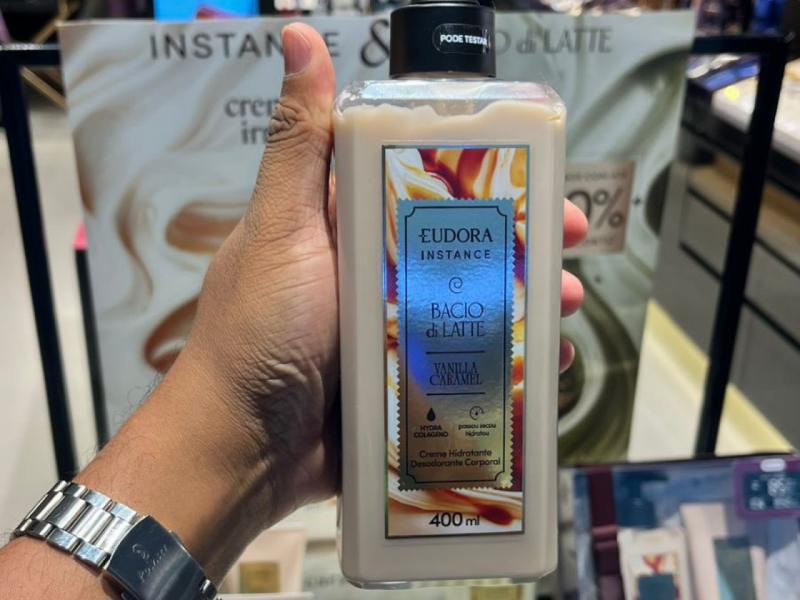 INSTANCE & BACIO di LATTE
PODE TESTAR
EUDORA
INSTANCE
BACIO
di LATTE
VANILLA
CARAMEL
HYDRA
COLÁGENO
passou secou
hidratou
Creme Hidratante
Desodorante Corporal
400 ml